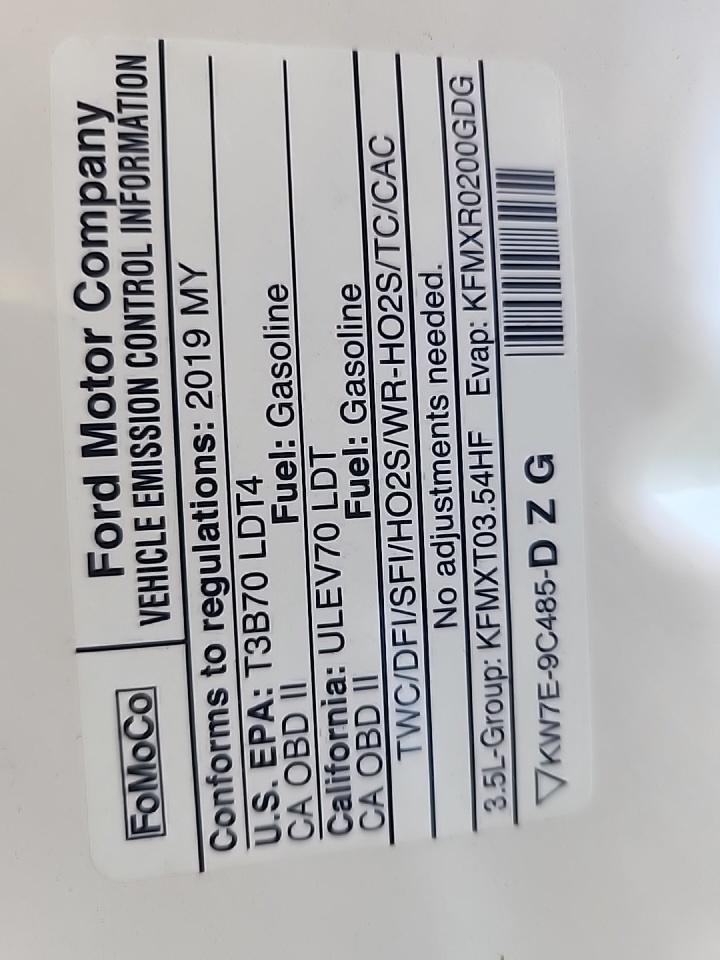 FoMoCo
Ford Motor Company
VEHICLE EMISSION CONTROL INFORMATION
Conforms to regulations: 2019 MY
U.S. EPA: T3B70 LDT4
CA OBD II Fuel: Gasoline
California: ULEV70 LDT
CA OBD II Fuel: Gasoline
TWC/DFI/SFI/HO2S/WR-HO2S/TC/CAC
No adjustments needed.
3.5L-Group: KFMXT03.54HF Evap: KFMXR0200GDG
▽KW7E-9C485-D Z G